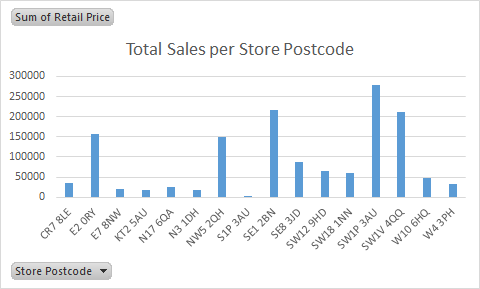 Sum of Retail Price
Total Sales per Store Postcode
300000
250000
200000
150000
100000
50000
0
CR7 8LE
E2 0RY
E7 8NW
KT2 5AU
N17 6QA
N3 1DH
NW5 2QH
S1P 3AU
SE1 2BN
SE8 3JD
SW12 9HD
SW18 1NN
SW1P 3AU
SW1V 4QQ
W10 6HQ
W4 3PH
Store Postcode